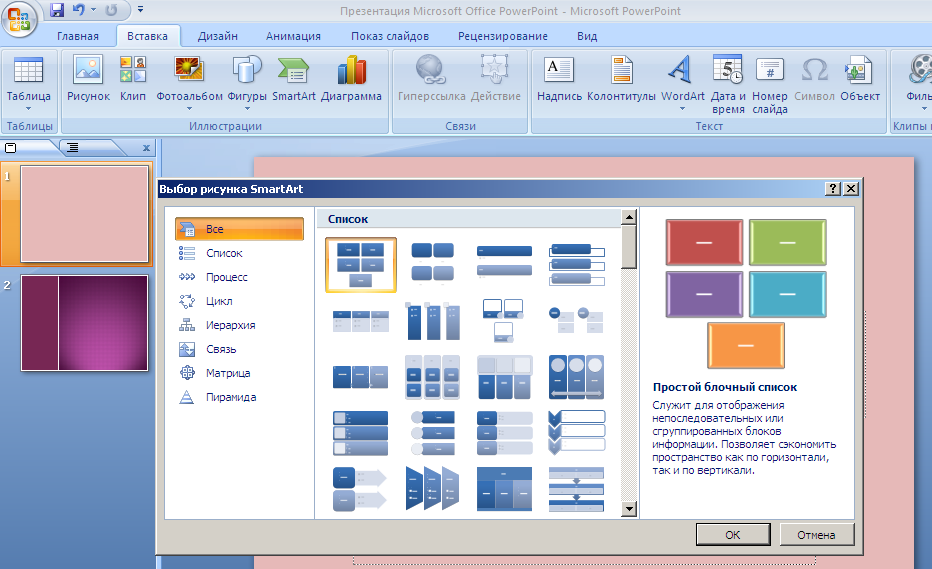 Презентация Microsoft Office PowerPoint - Microsoft PowerPoint
Главная Вставка Дизайн Анимация Показ слайдов Рецензирование Вид
Таблица Рисунок Клип Фотоальбом Фигуры SmartArt Диаграмма Гиперссылка Действие Надпись Колонтитулы WordArt Дата и время Номер слайда Символ Объект Филь
Таблицы Иллюстрации Связи Текст Клипы
1
2
Выбор рисунка SmartArt
Все
Список
Процесс
Цикл
Иерархия
Связь
Матрица
Пирамида
Список
Простой блочный список
Служит для отображения
непоследовательных или
сгруппированных блоков
информации. Позволяет сэкономить
пространство как по горизонтали,
так и по вертикали.
OK Отмена